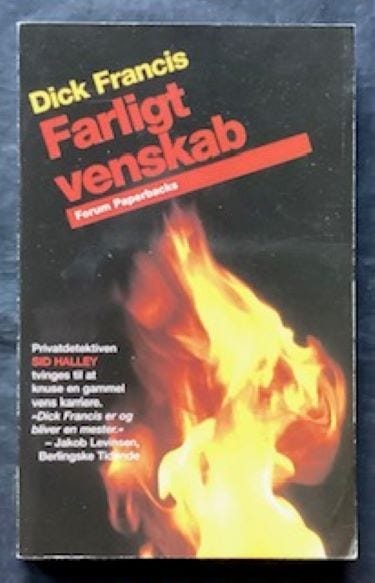 Dick Francis
Farligt
venskab
Forum Paperbacks
Privatdetektiven
SID HALLEY
tvinges til at
knuse en gammel
vens karriere.
»Dick Francis er og
bliver en mester.«
– Jakob Levinsen,
Berlingske Tidende